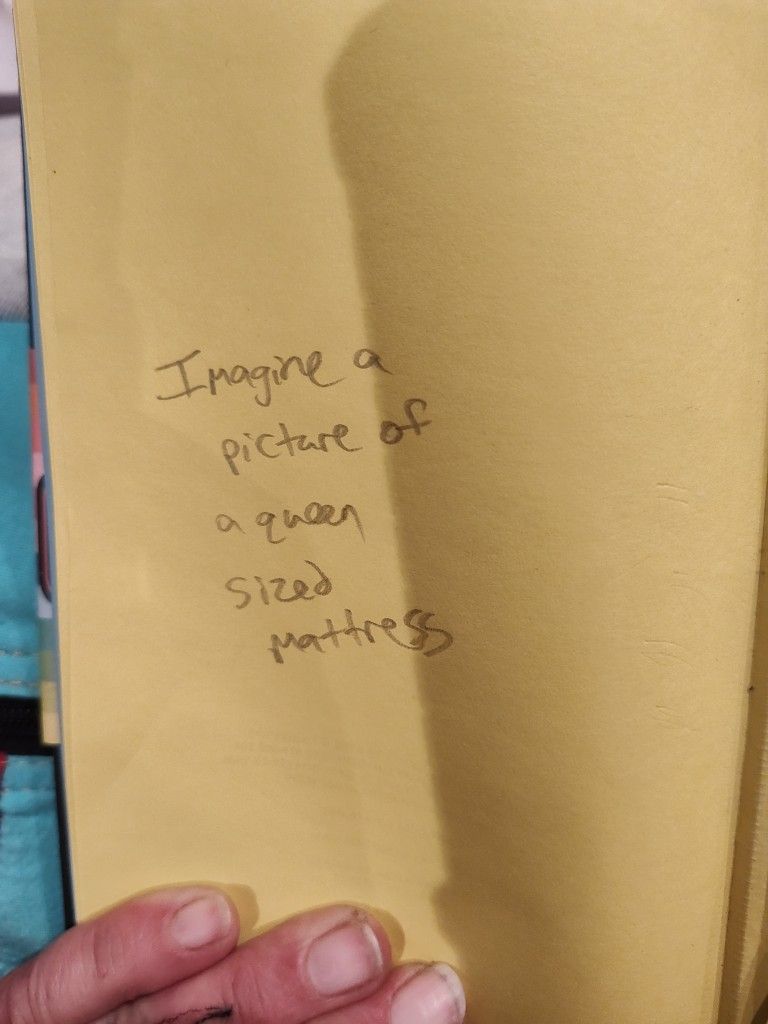 Imagine a
picture of
a queen
sized
mattress